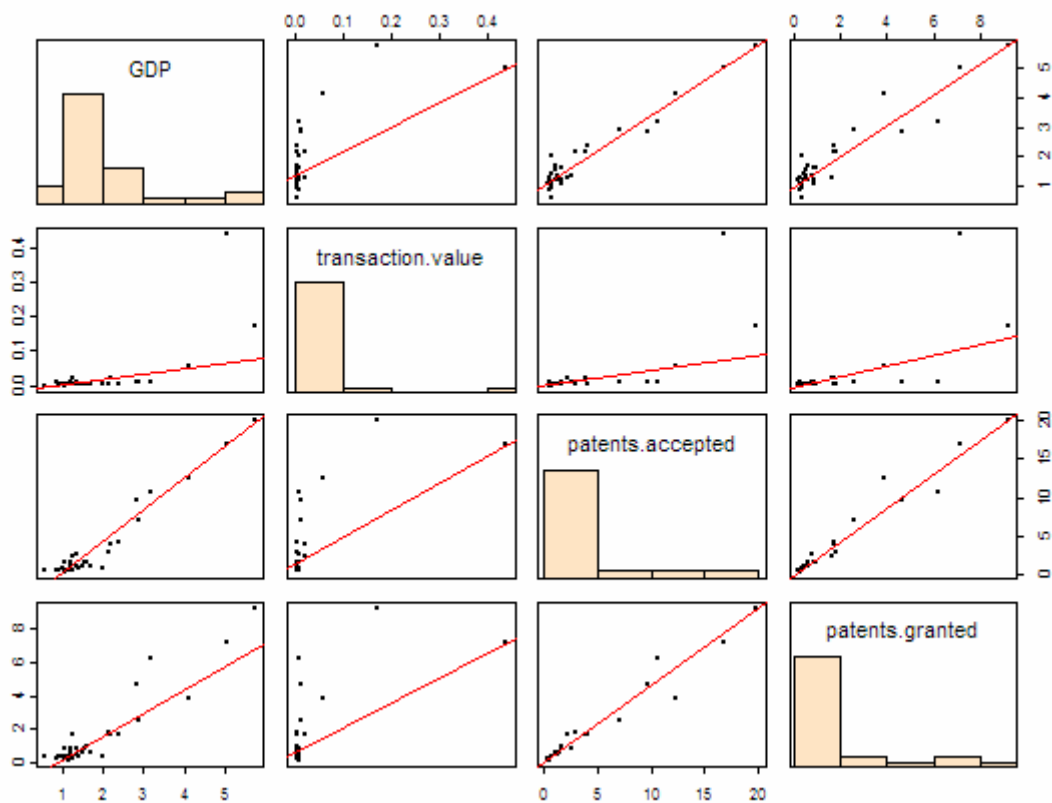 0.0 0.1 0.2 0.3 0.4
0 2 4 6 8
GDP
1 2 3 4 5
0.0 0.1 0.2 0.3 0.4
transaction.value
patents.accepted
0 5 10 15 20
0 2 4 6 8
patents.granted
1 2 3 4 5
0 5 10 15 20